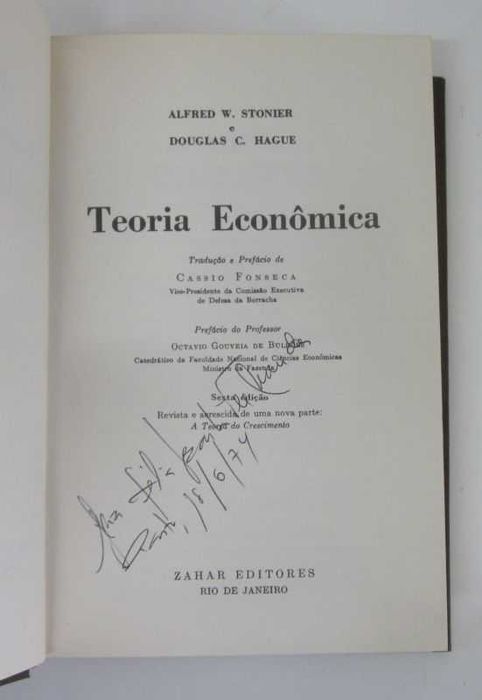 ALFRED W. STONIER
e
DOUGLAS C. HAGUE
Teoria Econômica
Tradução e Prefácio de
CASSIO FONSECA
Vice-Presidente da Comissão Executiva
de Defesa da Borracha
Prefácio do Professor
OCTAVIO GOUVEIA DE
Catedrático da Faculdade Nacional de Ciências Econômicas
Ministro da Fazenda
Sexta edição
Revista e acrescida de uma nova parte:
A Teoria do Crescimento
18/6/74
ZAHAR EDITORES
RIO DE JANEIRO